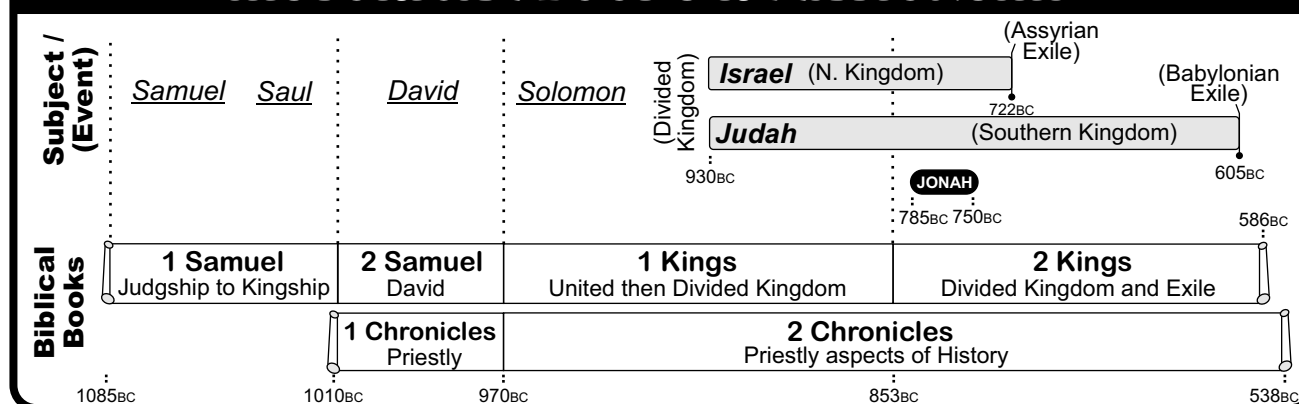 Subject /
(Event)
Samuel
Saul
David
Solomon
(Divided
Kingdom)
Israel (N. Kingdom)
(Assyrian
Exile)
722BC
Judah (Southern Kingdom)
(Babylonian
Exile)
930BC
605BC
JONAH
785BC 750BC
586BC
Biblical
Books
1 Samuel
Judgship to Kingship
2 Samuel
David
1 Kings
United then Divided Kingdom
2 Kings
Divided Kingdom and Exile
1 Chronicles
Priestly
2 Chronicles
Priestly aspects of History
1085BC
1010BC
970BC
853BC
538BC